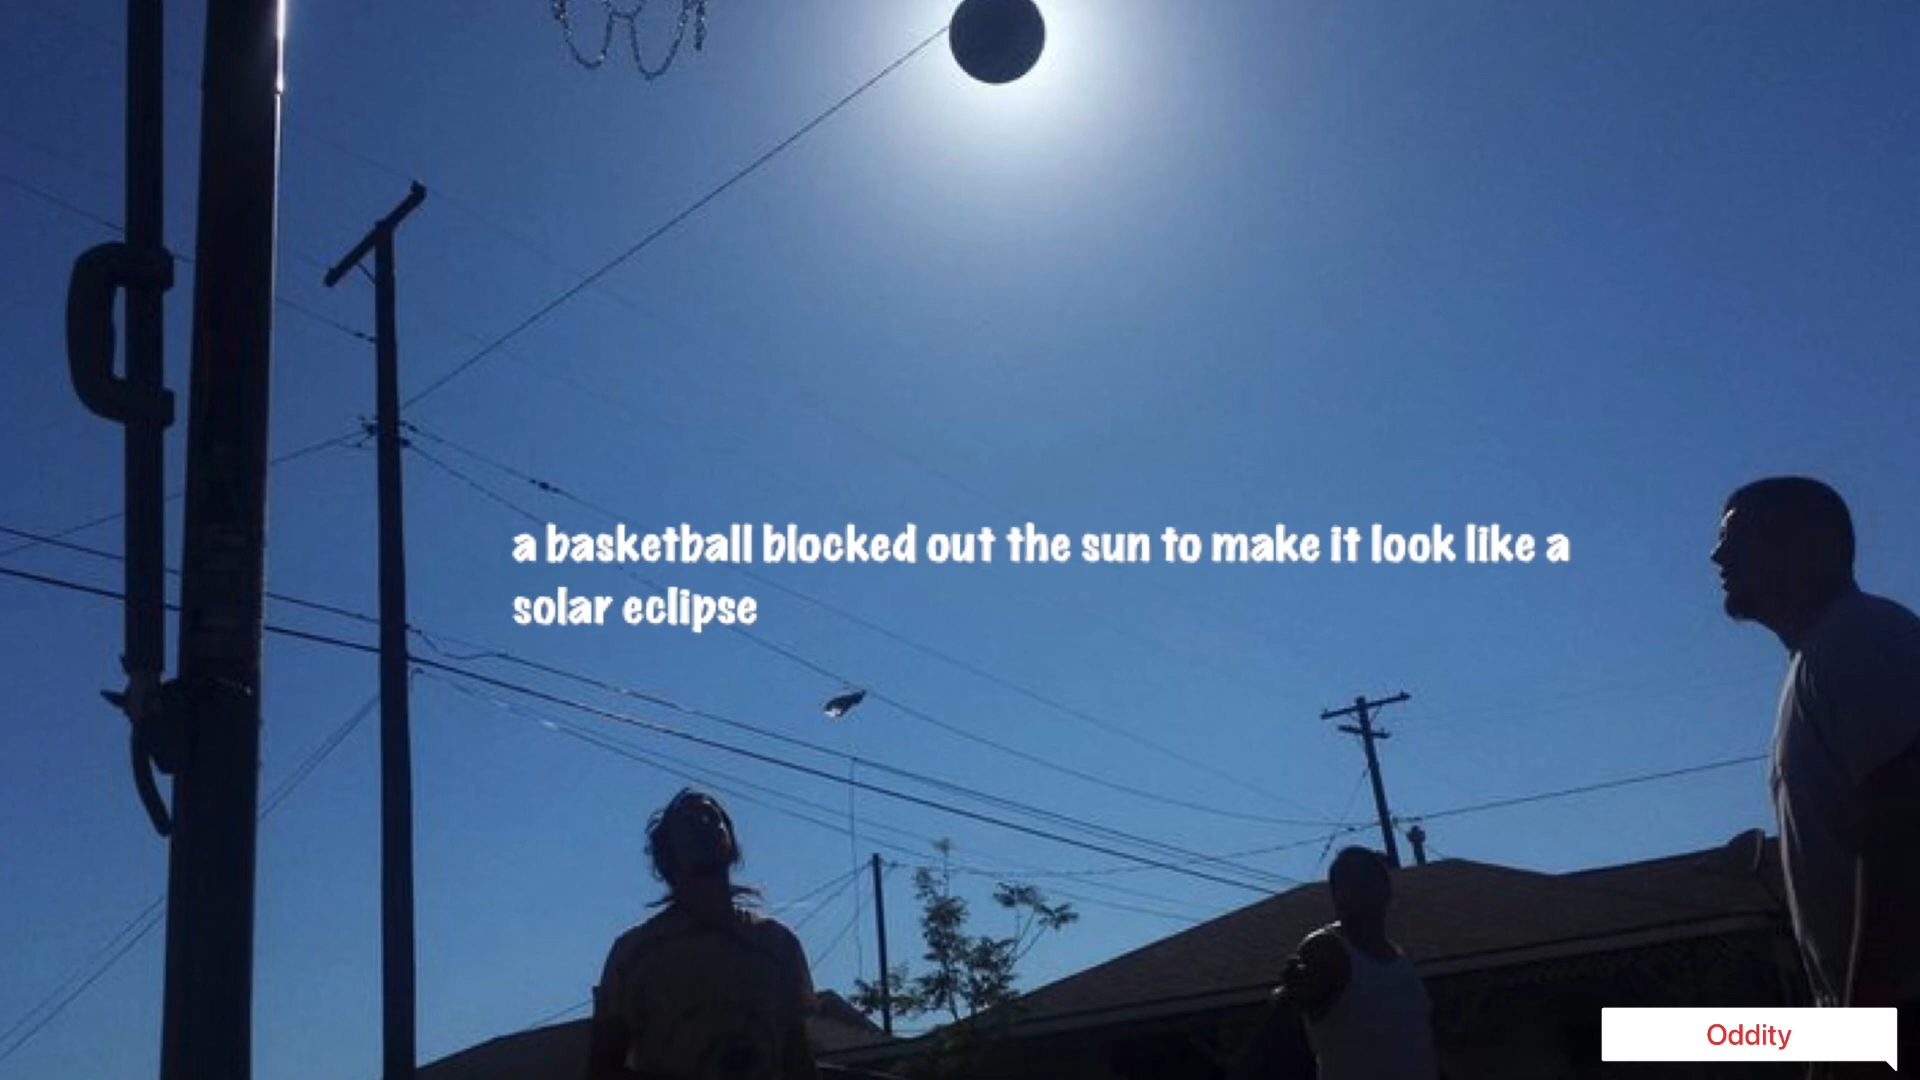 a basketball blocked out the sun to make it look like a
solar eclipse
Oddity